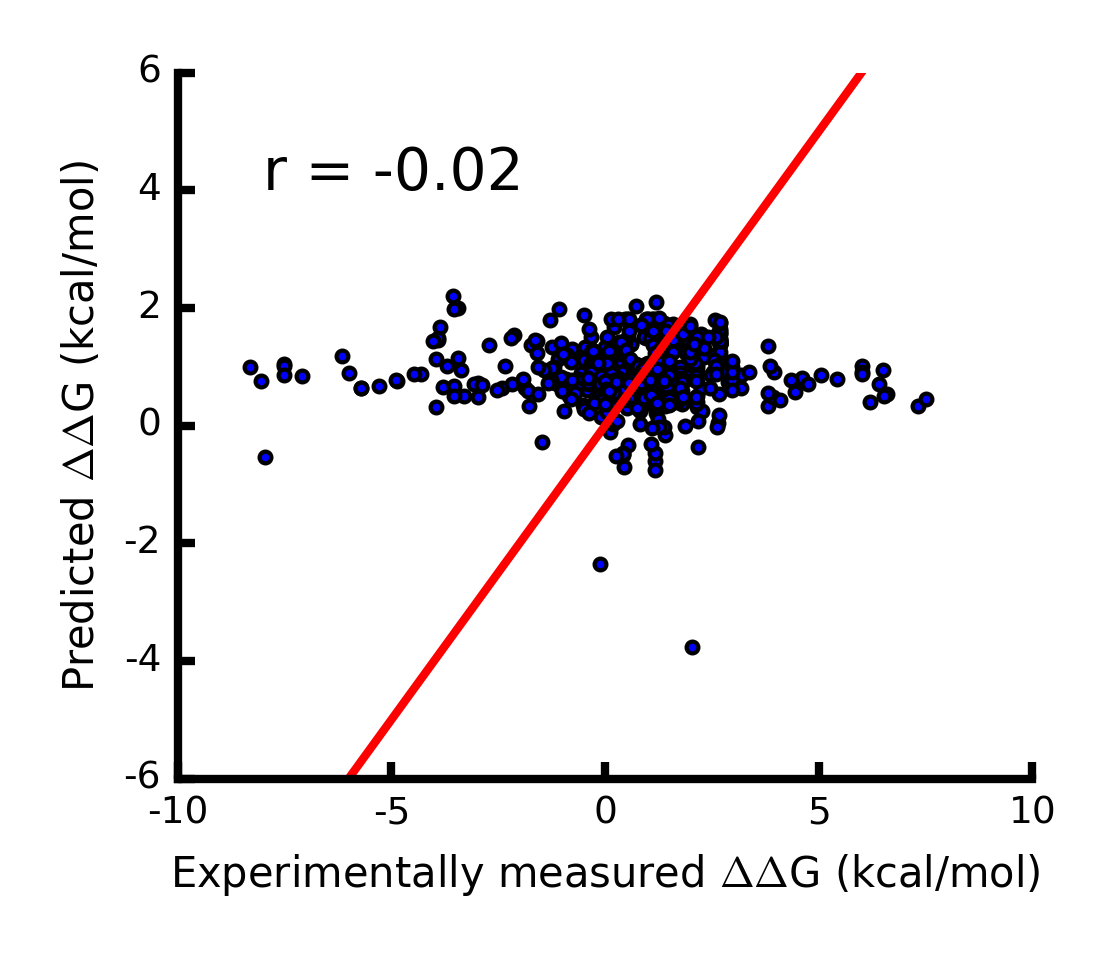 6
r = -0.02
4
2
0
-2
-4
-6
Predicted ΔΔG (kcal/mol)
-10 -5 0 5 10
Experimentally measured ΔΔG (kcal/mol)